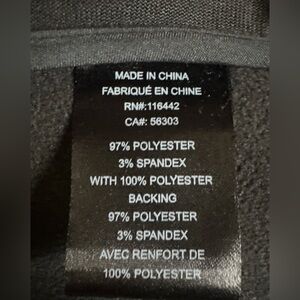 MADE IN CHINA
FABRIQUÉ EN CHINE
RN#:116442
CA#: 56303
97% POLYESTER
3% SPANDEX
WITH 100% POLYESTER
BACKING
97% POLYESTER
3% SPANDEX
AVEC RENFORT DE
100% POLYESTER